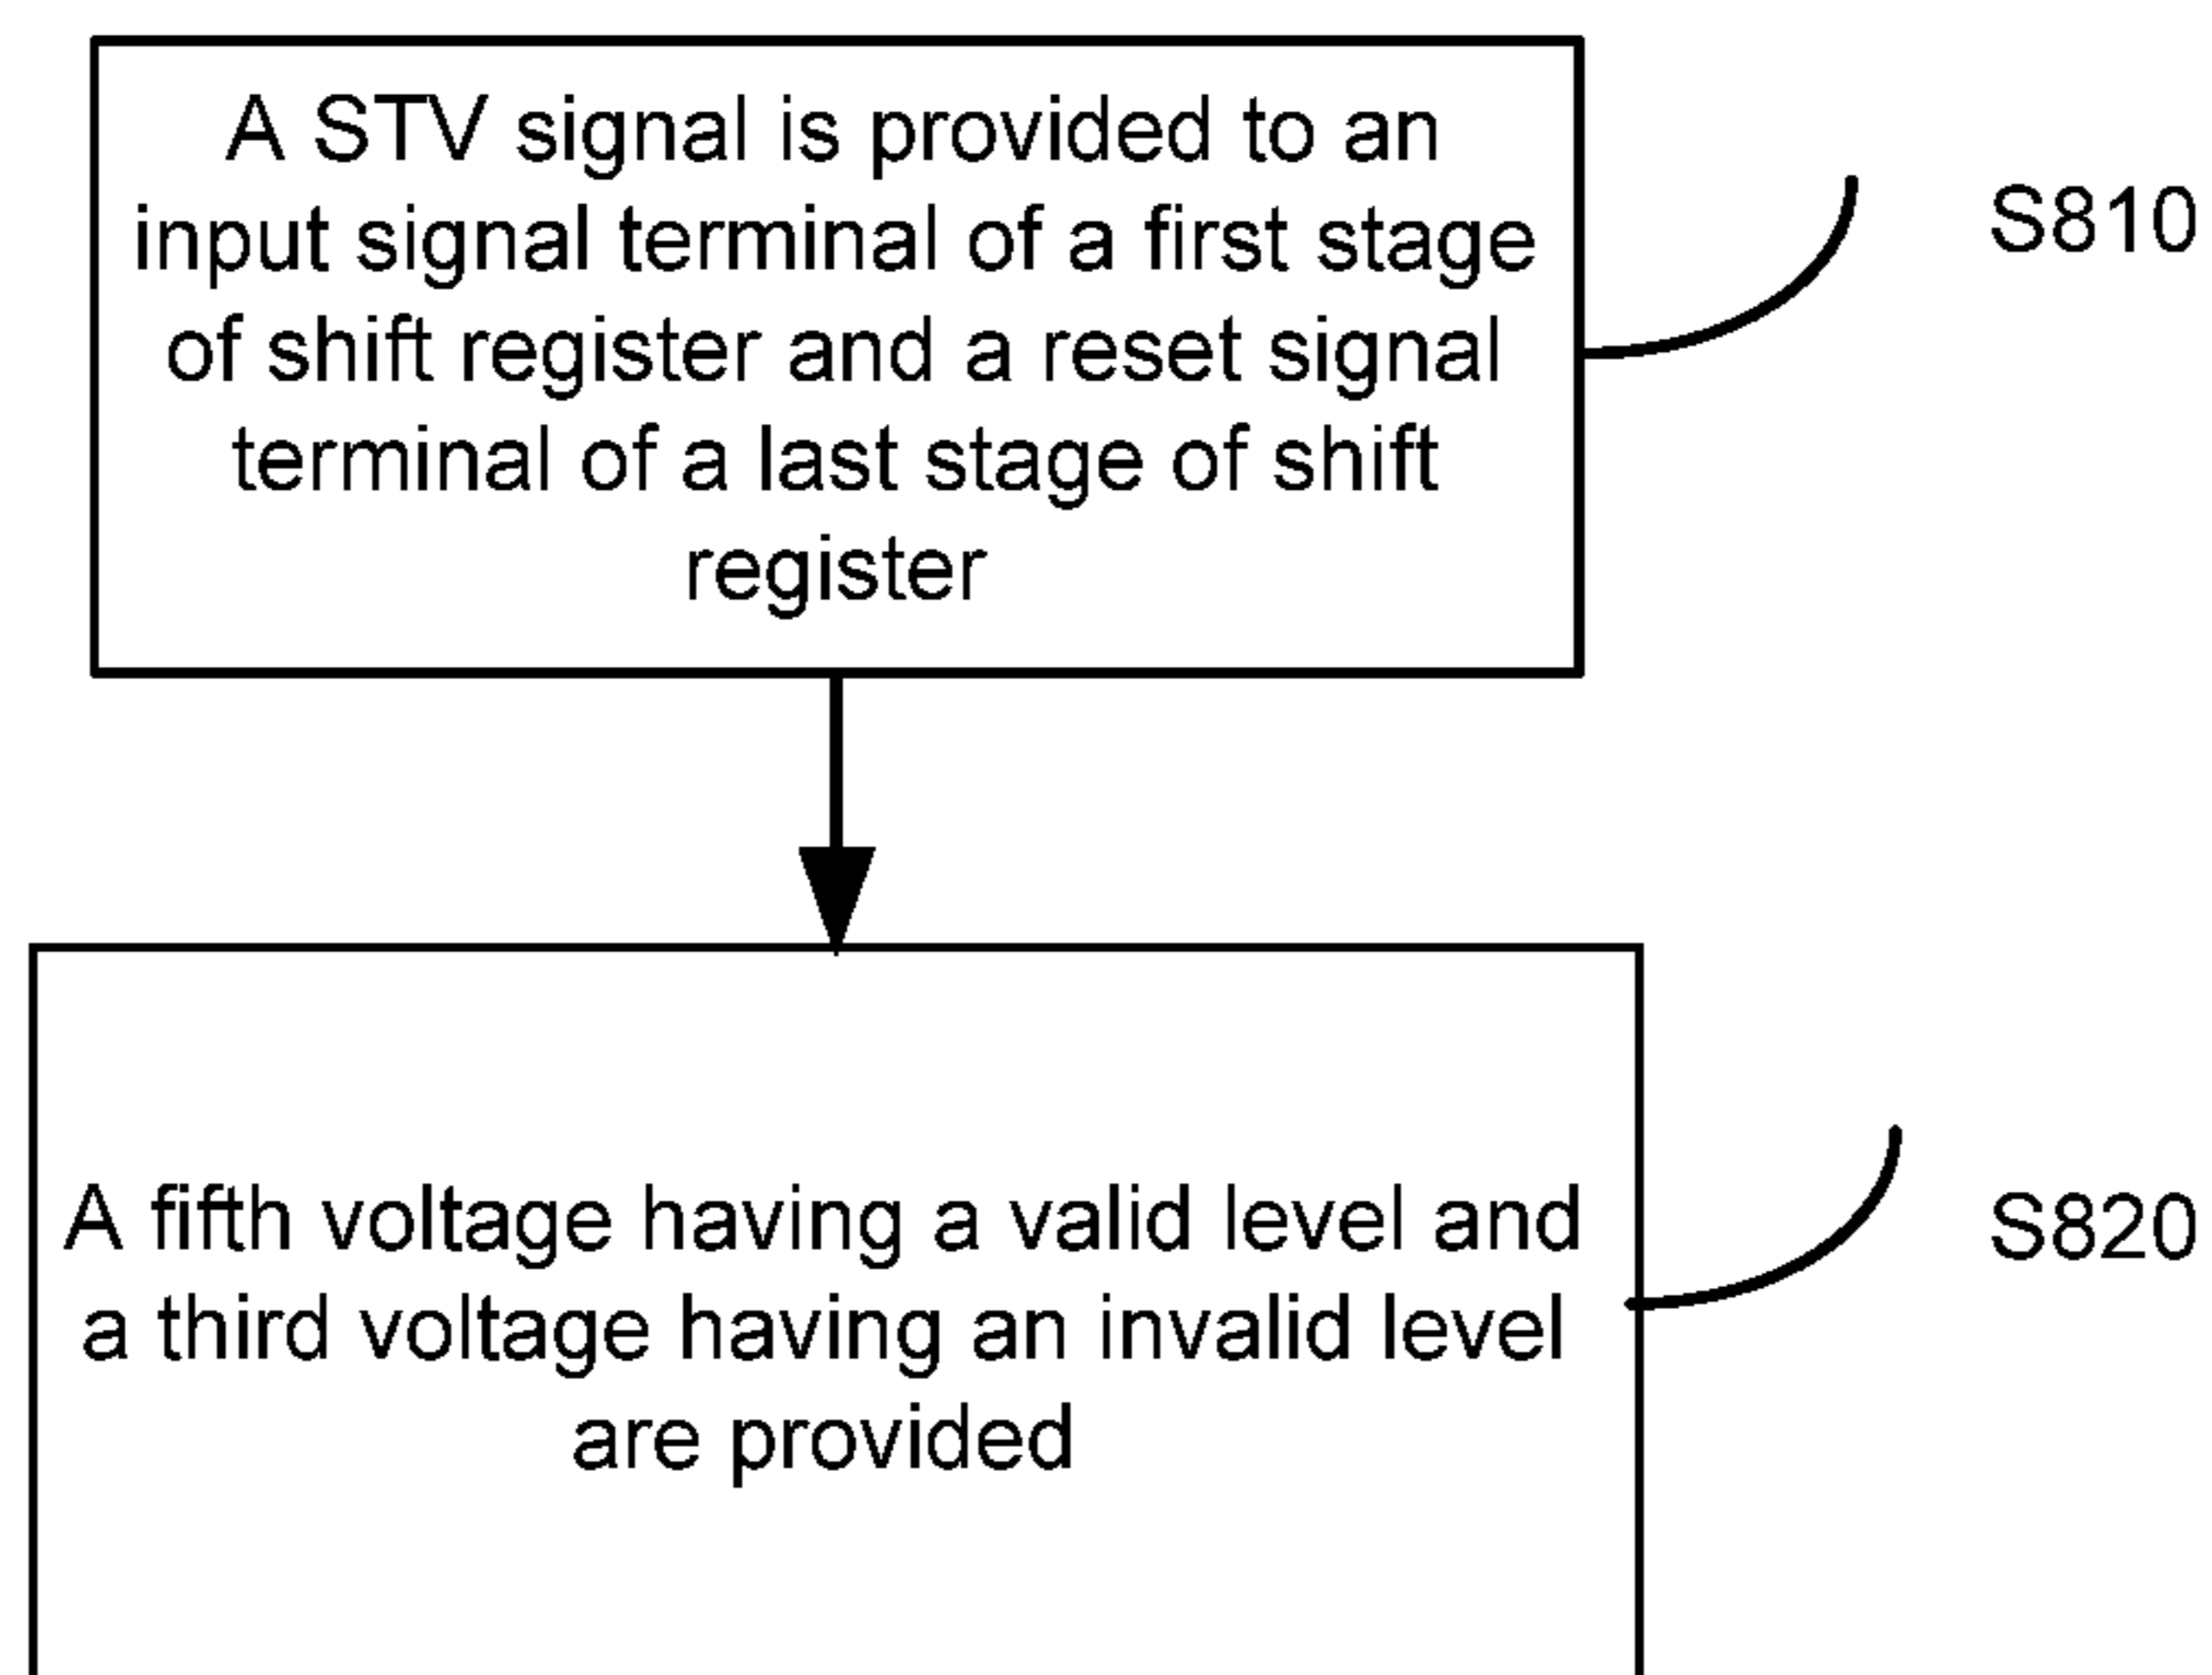 A STV signal is provided to an
input signal terminal of a first stage
of shift register and a reset signal
terminal of a last stage of shift
register
S810
A fifth voltage having a valid level and
a third voltage having an invalid level
are provided
S820